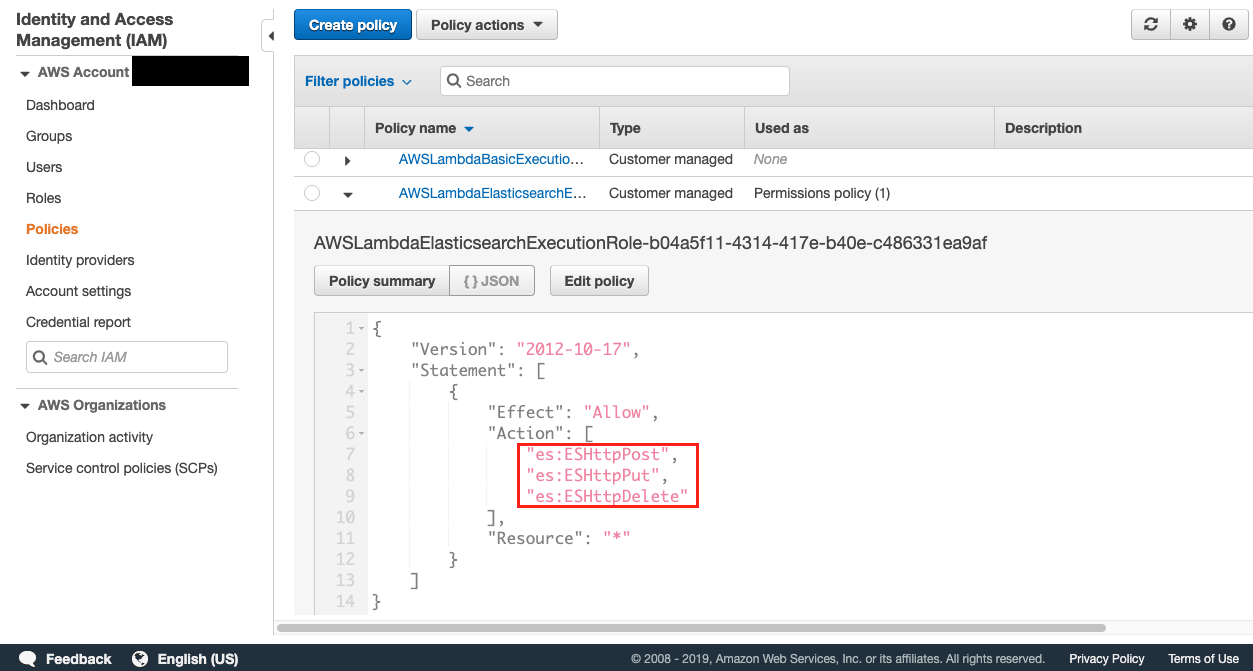 Identity and Access
Management (IAM)
AWS Account
Dashboard
Groups
Users
Roles
Policies
Identity providers
Account settings
Credential report
Search IAM
AWS Organizations
Organization activity
Service control policies (SCPs)
Create policy
Policy actions
Filter policies
Search
Policy name Type Used as Description
AWSLambdaBasicExecutio... Customer managed None
AWSLambdaElasticsearchE... Customer managed Permissions policy (1)
AWSLambdaElasticsearchExecutionRole-b04a5f11-4314-417e-b40e-c486331ea9af
Policy summary { } JSON Edit policy
1 {
2 "Version": "2012-10-17",
3 "Statement": [
4 {
5 "Effect": "Allow",
6 "Action": [
7 "es:ESHttpPost",
8 "es:ESHttpPut",
9 "es:ESHttpDelete"
10 ],
11 "Resource": "*"
12 }
13 ]
14 }
Feedback English (US) © 2008 - 2019, Amazon Web Services, Inc. or its affiliates. All rights reserved. Privacy Policy Terms of Use